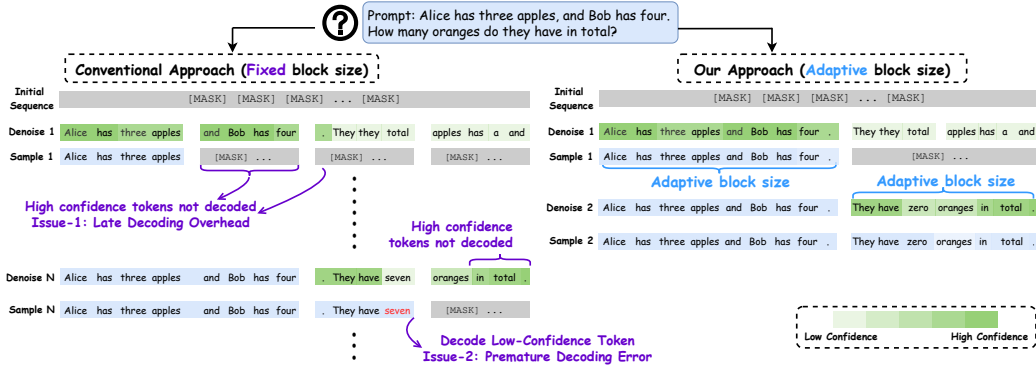 Prompt: Alice has three apples, and Bob has four.
How many oranges do they have in total?
Conventional Approach (Fixed block size)
Initial
Sequence
[MASK] [MASK] [MASK] ... [MASK]
Denoise 1
Alice has three apples and Bob has four . They they total apples has a and
Sample 1
Alice has three apples [MASK] ... [MASK] ... [MASK] ...
High confidence tokens not decoded
Issue-1: Late Decoding Overhead
High confidence
tokens not decoded
Denoise N
Alice has three apples and Bob has four . They have seven oranges in total .
Sample N
Alice has three apples and Bob has four . They have seven [MASK] ...
Decode Low-Confidence Token
Issue-2: Premature Decoding Error
Our Approach (Adaptive block size)
Initial
Sequence
[MASK] [MASK] [MASK] ... [MASK]
Denoise 1
Alice has three apples and Bob has four . They they total apples has a and
Sample 1
Alice has three apples and Bob has four . [MASK] ...
Adaptive block size
Adaptive block size
Denoise 2
Alice has three apples and Bob has four . They have zero oranges in total .
Sample 2
Alice has three apples and Bob has four . They have zero oranges in total .
Low Confidence
High Confidence